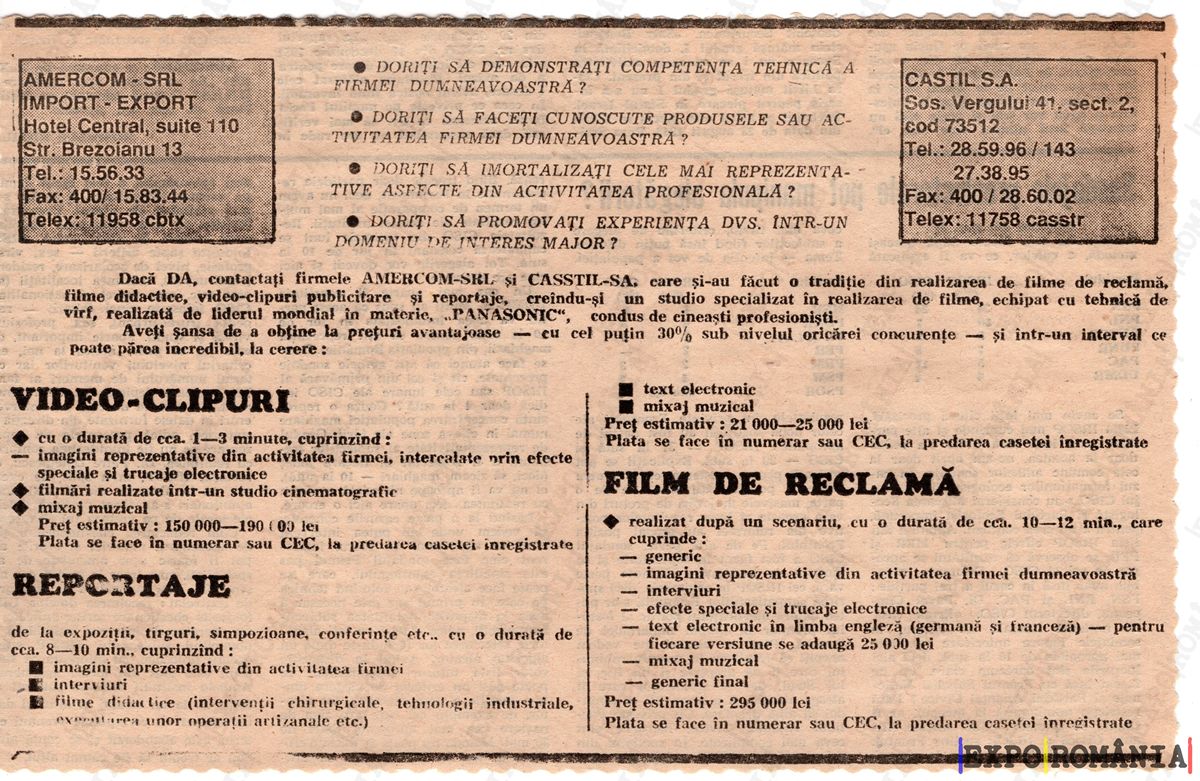 AMERCOM - SRL
IMPORT - EXPORT
Hotel Central, suite 110
Str. Brezoianu 13
Tel.: 15.56.33
Fax: 400/ 15.83.44
Telex: 11958 cbtx
● DORIȚI SĂ DEMONSTRAȚI COMPETENȚA TEHNICĂ A
FIRMEI DUMNEAVOASTRĂ ?
● DORIȚI SĂ FACEȚI CUNOSCUTE PRODUSELE SAU AC-
TIVITATEA FIRMEI DUMNEAVOASTRĂ ?
● DORIȚI SĂ IMORTALIZAȚI CELE MAI REPREZENTA-
TIVE ASPECTE DIN ACTIVITATEA PROFESIONALĂ ?
● DORIȚI SĂ PROMOVAȚI EXPERIENȚA DVS. ÎNTR-UN
DOMENIU DE INTERES MAJOR ?
CASTIL S.A.
Sos. Vergului 41. sect. 2,
cod 73512
Tel.: 28.59.96 / 143
27.38.95
Fax: 400 / 28.60.02
Telex: 11758 casstr
Dacă DA, contactați firmele AMERCOM-SRL și CASSTIL-SA, care și-au făcut o tradiție din realizarea de filme de reclamă,
filme didactice, video-clipuri publicitare și reportaje, creîndu-și un studio specializat în realizarea de filme, echipat cu tehnică de
vîrf, realizată de liderul mondial în materie, „PANASONIC“, condus de cineaști profesioniști.
Aveți șansa de a obține la prețuri avantajoase — cu cel puțin 30% sub nivelul oricărei concurențe — și într-un interval ce
poate părea incredibil, la cerere :
VIDEO-CLIPURI
◆ cu o durată de cca. 1—3 minute, cuprinzînd :
— imagini reprezentative din activitatea firmei, intercalate prin efecte
speciale și trucaje electronice
◆ filmări realizate într-un studio cinematografic
◆ mixaj muzical
Preț estimativ : 150 000—190 000 lei
Plata se face în numerar sau CEC, la predarea casetei înregistrate
REPORTAJE
de la expoziții, tîrguri, simpozioane, conferințe etc., cu o durată de
cca. 8—10 min., cuprinzînd :
■ imagini reprezentative din activitatea firmei
■ interviuri
■ filme didactice (intervenții chirurgicale, tehnologii industriale,
executarea unor operații artizanale etc.)
■ text electronic
■ mixaj muzical
Preț estimativ : 21 000—25 000 lei
Plata se face în numerar sau CEC, la predarea casetei înregistrate
FILM DE RECLAMĂ
◆ realizat după un scenariu, cu o durată de cca. 10—12 min., care
cuprinde :
— generic
— imagini reprezentative din activitatea firmei dumneavoastră
— interviuri
— efecte speciale și trucaje electronice
— text electronic în limba engleză (germană și franceză) — pentru
fiecare versiune se adaugă 25 000 lei
— mixaj muzical
— generic final
Preț estimativ : 295 000 lei
Plata se face în numerar sau CEC, la predarea casetei înregistrate
EXPO ROMÂNIA